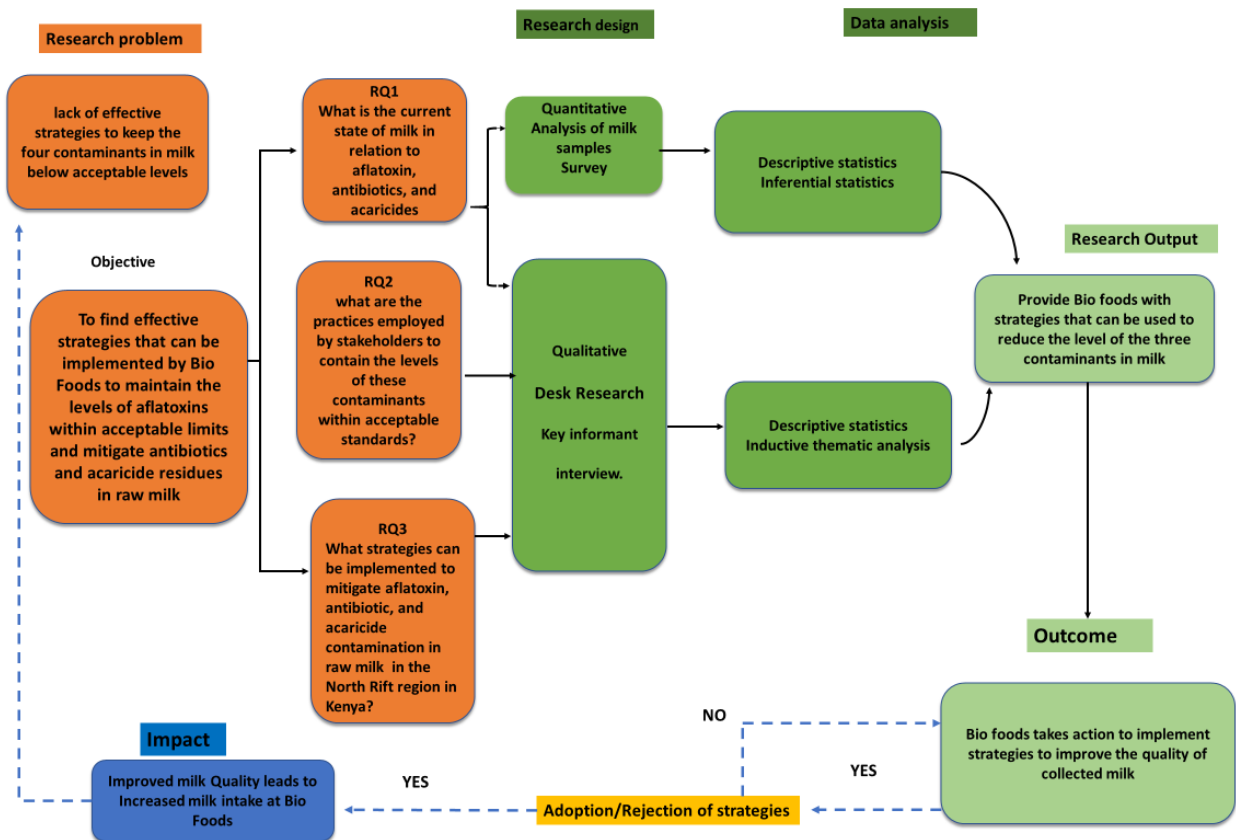 Research problem
lack of effective
strategies to keep the
four contaminants in milk
below acceptable levels
Objective
To find effective
strategies that can be
implemented by Bio
Foods to maintain the
levels of aflatoxins
within acceptable limits
and mitigate antibiotics
and acaricide residues
in raw milk
RQ1
What is the current
state of milk in
relation to
aflatoxin,
antibiotics, and
acaricides
RQ2
what are the
practices employed
by stakeholders to
contain the levels
of these
contaminants
within acceptable
standards?
RQ3
What strategies can
be implemented to
mitigate aflatoxin,
antibiotic, and
acaricide
contamination in
raw milk in the
North Rift region in
Kenya?
Research design
Quantitative
Analysis of milk
samples
Survey
Qualitative
Desk Research
Key informant
interview.
Data analysis
Descriptive statistics
Inferential statistics
Descriptive statistics
Inductive thematic analysis
Research Output
Provide Bio foods with
strategies that can be used to
reduce the level of the three
contaminants in milk
Outcome
Bio foods takes action to implement
strategies to improve the quality of
collected milk
NO
YES
Adoption/Rejection of strategies
YES
Impact
Improved milk Quality leads to
Increased milk intake at Bio
Foods